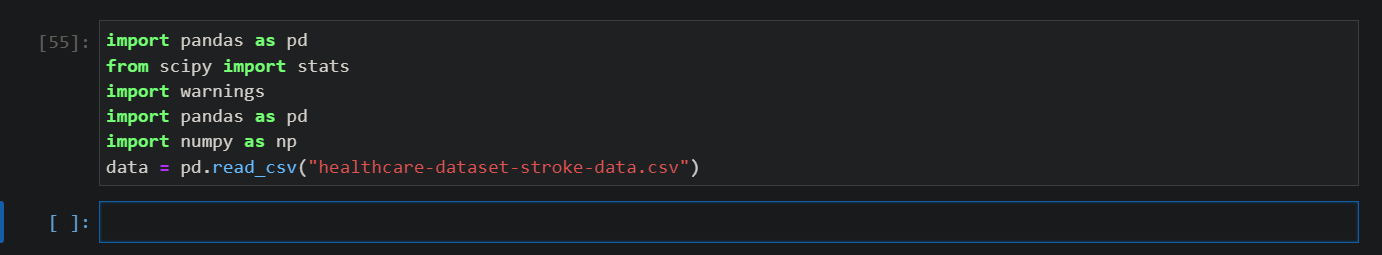 [55]: import pandas as pd
from scipy import stats
import warnings
import pandas as pd
import numpy as np
data = pd.read_csv("healthcare-dataset-stroke-data.csv")
[ ]: